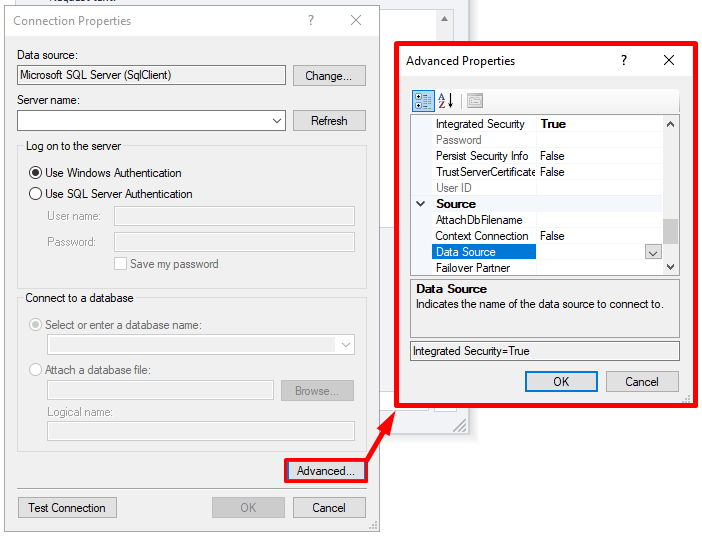 Connection Properties
Data source:
Microsoft SQL Server (SqlClient)
Change...
Server name:
Refresh
Log on to the server
Use Windows Authentication
Use SQL Server Authentication
User name:
Password:
Save my password
Connect to a database
Select or enter a database name:
Attach a database file:
Browse...
Logical name:
Advanced...
Test Connection
OK
Cancel
Advanced Properties
Integrated Security True
Password
Persist Security Info False
TrustServerCertificate False
User ID
Source
AttachDbFilename
Context Connection False
Data Source
Failover Partner
Data Source
Indicates the name of the data source to connect to.
Integrated Security=True
OK
Cancel